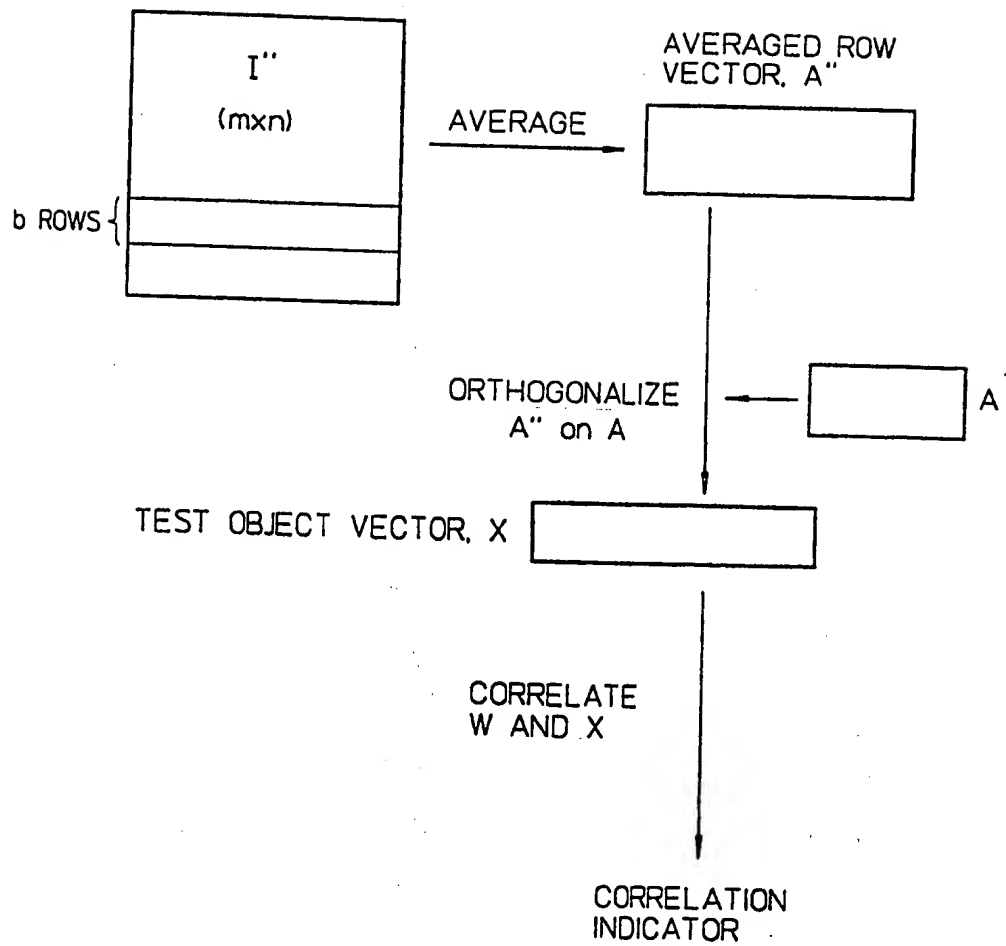 I''
(mxn)
b ROWS
AVERAGE
AVERAGED ROW
VECTOR, A''
ORTHOGONALIZE
A'' on A
A
TEST OBJECT VECTOR, X
CORRELATE
W AND X
CORRELATION
INDICATOR